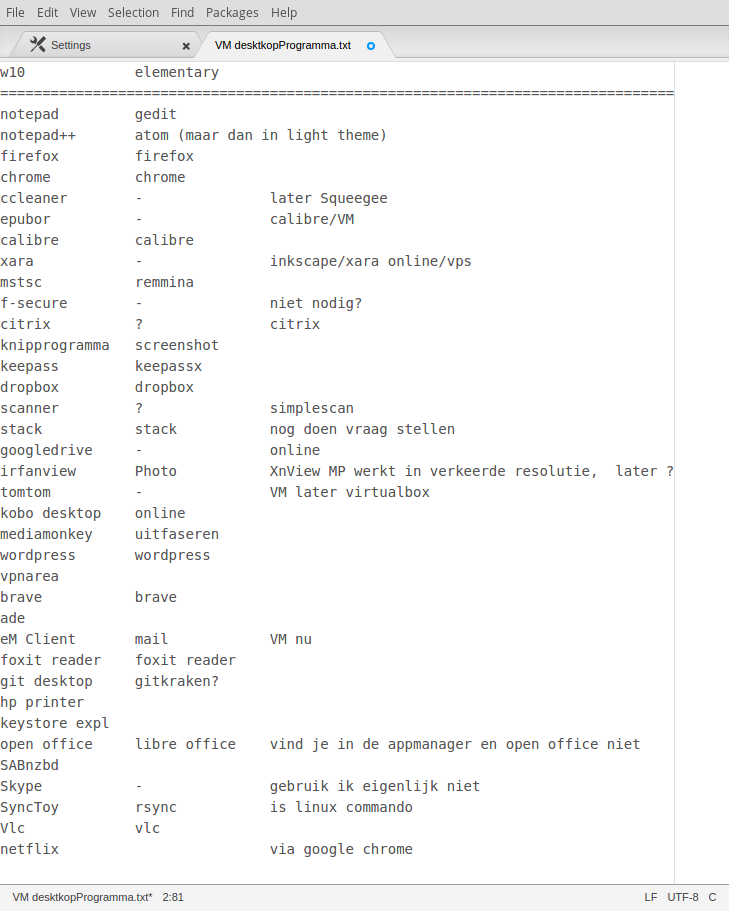 File Edit View Selection Find Packages Help
Settings × VM desktkopProgramma.txt
w10 elementary
================================================================================
notepad gedit
notepad++ atom (maar dan in light theme)
firefox firefox
chrome chrome
ccleaner - later Squeegee
epubor - calibre/VM
calibre calibre
xara - inkscape/xara online/vps
mstsc remmina
f-secure - niet nodig?
citrix ? citrix
knipprogramma screenshot
keepass keepassx
dropbox dropbox
scanner ? simplescan
stack stack nog doen vraag stellen
googledrive - online
irfanview Photo XnView MP werkt in verkeerde resolutie, later ?
tomtom - VM later virtualbox
kobo desktop online
mediamonkey uitfaseren
wordpress wordpress
vpnarea
brave brave
ade
eM Client mail VM nu
foxit reader foxit reader
git desktop gitkraken?
hp printer
keystore expl
open office libre office vind je in de appmanager en open office niet
SABnzbd
Skype - gebruik ik eigenlijk niet
SyncToy rsync is linux commando
Vlc vlc
netflix via google chrome
VM desktkopProgramma.txt* 2:81 LF UTF-8 C